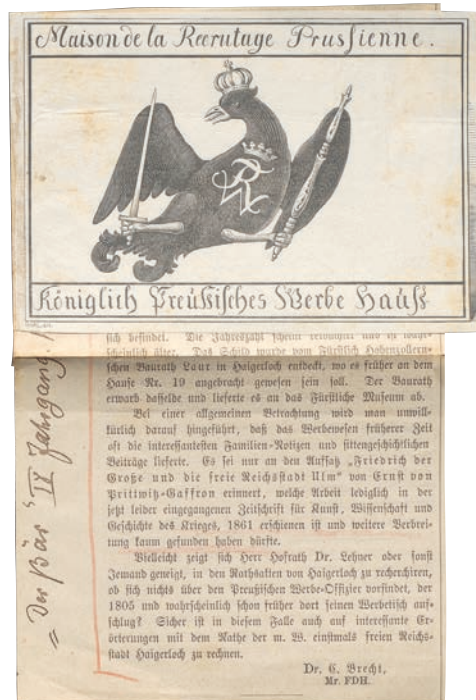 Maison de la Recrutage Prussienne.
FRW
Königlich Preüßisches Werbe Hauß
sich befindet. Die Jahreszahl scheint
scheinlich älter. Das Schild wurde vom Fürstlich Hohenzollern-
schen Baurath Laur in Haigerloch entdeckt, wo es früher an dem
Hause Nr. 19 angebracht gewesen sein soll. Der Baurath
erwarb dasselbe und lieferte es an das Fürstliche Museum ab.
Bei einer allgemeinen Betrachtung wird man unwill-
kürlich darauf hingeführt, daß das Werbewesen früherer Zeit
oft die interessantesten Familien-Notizen und sittengeschichtlichen
Beiträge lieferte. Es sei nur an den Aufsatz „Friedrich der
Große und die freie Reichsstadt Ulm“ von Ernst von
Prittwitz-Gaffron erinnert, welche Arbeit lediglich in der
jetzt leider eingegangenen Zeitschrift für Kunst, Wissenschaft und
Geschichte des Krieges, 1861 erschienen ist und weitere Verbrei-
tung kaum gefunden haben dürfte.
Vielleicht zeigt sich Herr Hofrath Dr. Lehner oder sonst
Jemand geneigt, in den Rathsakten von Haigerloch zu recherchiren,
ob sich nichts über den Preußischen Werbe-Offizier vorfindet, der
1805 und wahrscheinlich schon früher dort seinen Werbetisch auf-
schlug? Sicher ist in diesem Falle auch auf interessante Er-
örterungen mit dem Rathe der m. W. einstmals freien Reichs-
stadt Haigerloch zu rechnen.
Dr. C. Brecht,
Mr. FDH.
„Der Bär“ IV Jahrgang.